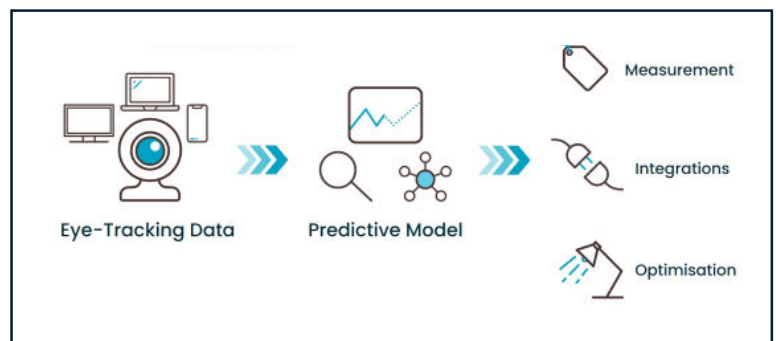 Eye-Tracking Data
Predictive Model
Measurement
Integrations
Optimisation